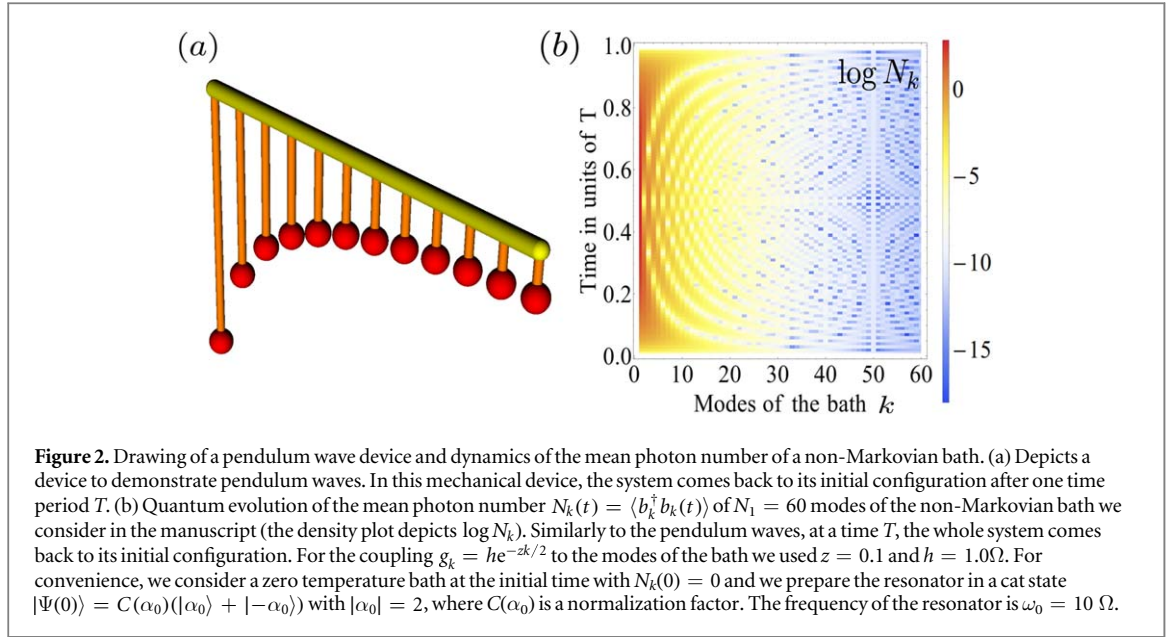 (a)
(b)
log N_k
Time in units of T
1.0
0.8
0.6
0.4
0.2
0.0
0 10 20 30 40 50 60
Modes of the bath k
0
−5
−10
−15
Figure 2. Drawing of a pendulum wave device and dynamics of the mean photon number of a non-Markovian bath. (a) Depicts a
device to demonstrate pendulum waves. In this mechanical device, the system comes back to its initial configuration after one time
period T. (b) Quantum evolution of the mean photon number N_k(t) = ⟨b_k^† b_k(t)⟩ of N_1 = 60 modes of the non-Markovian bath we
consider in the manuscript (the density plot depicts log N_k). Similarly to the pendulum waves, at a time T, the whole system comes
back to its initial configuration. For the coupling g_k = he^{−zk/2} to the modes of the bath we used z = 0.1 and h = 1.0Ω. For
convenience, we consider a zero temperature bath at the initial time with N_k(0) = 0 and we prepare the resonator in a cat state
|Ψ(0)⟩ = C(α_0)(|α_0⟩ + |−α_0⟩) with |α_0| = 2, where C(α_0) is a normalization factor. The frequency of the resonator is ω_0 = 10 Ω.